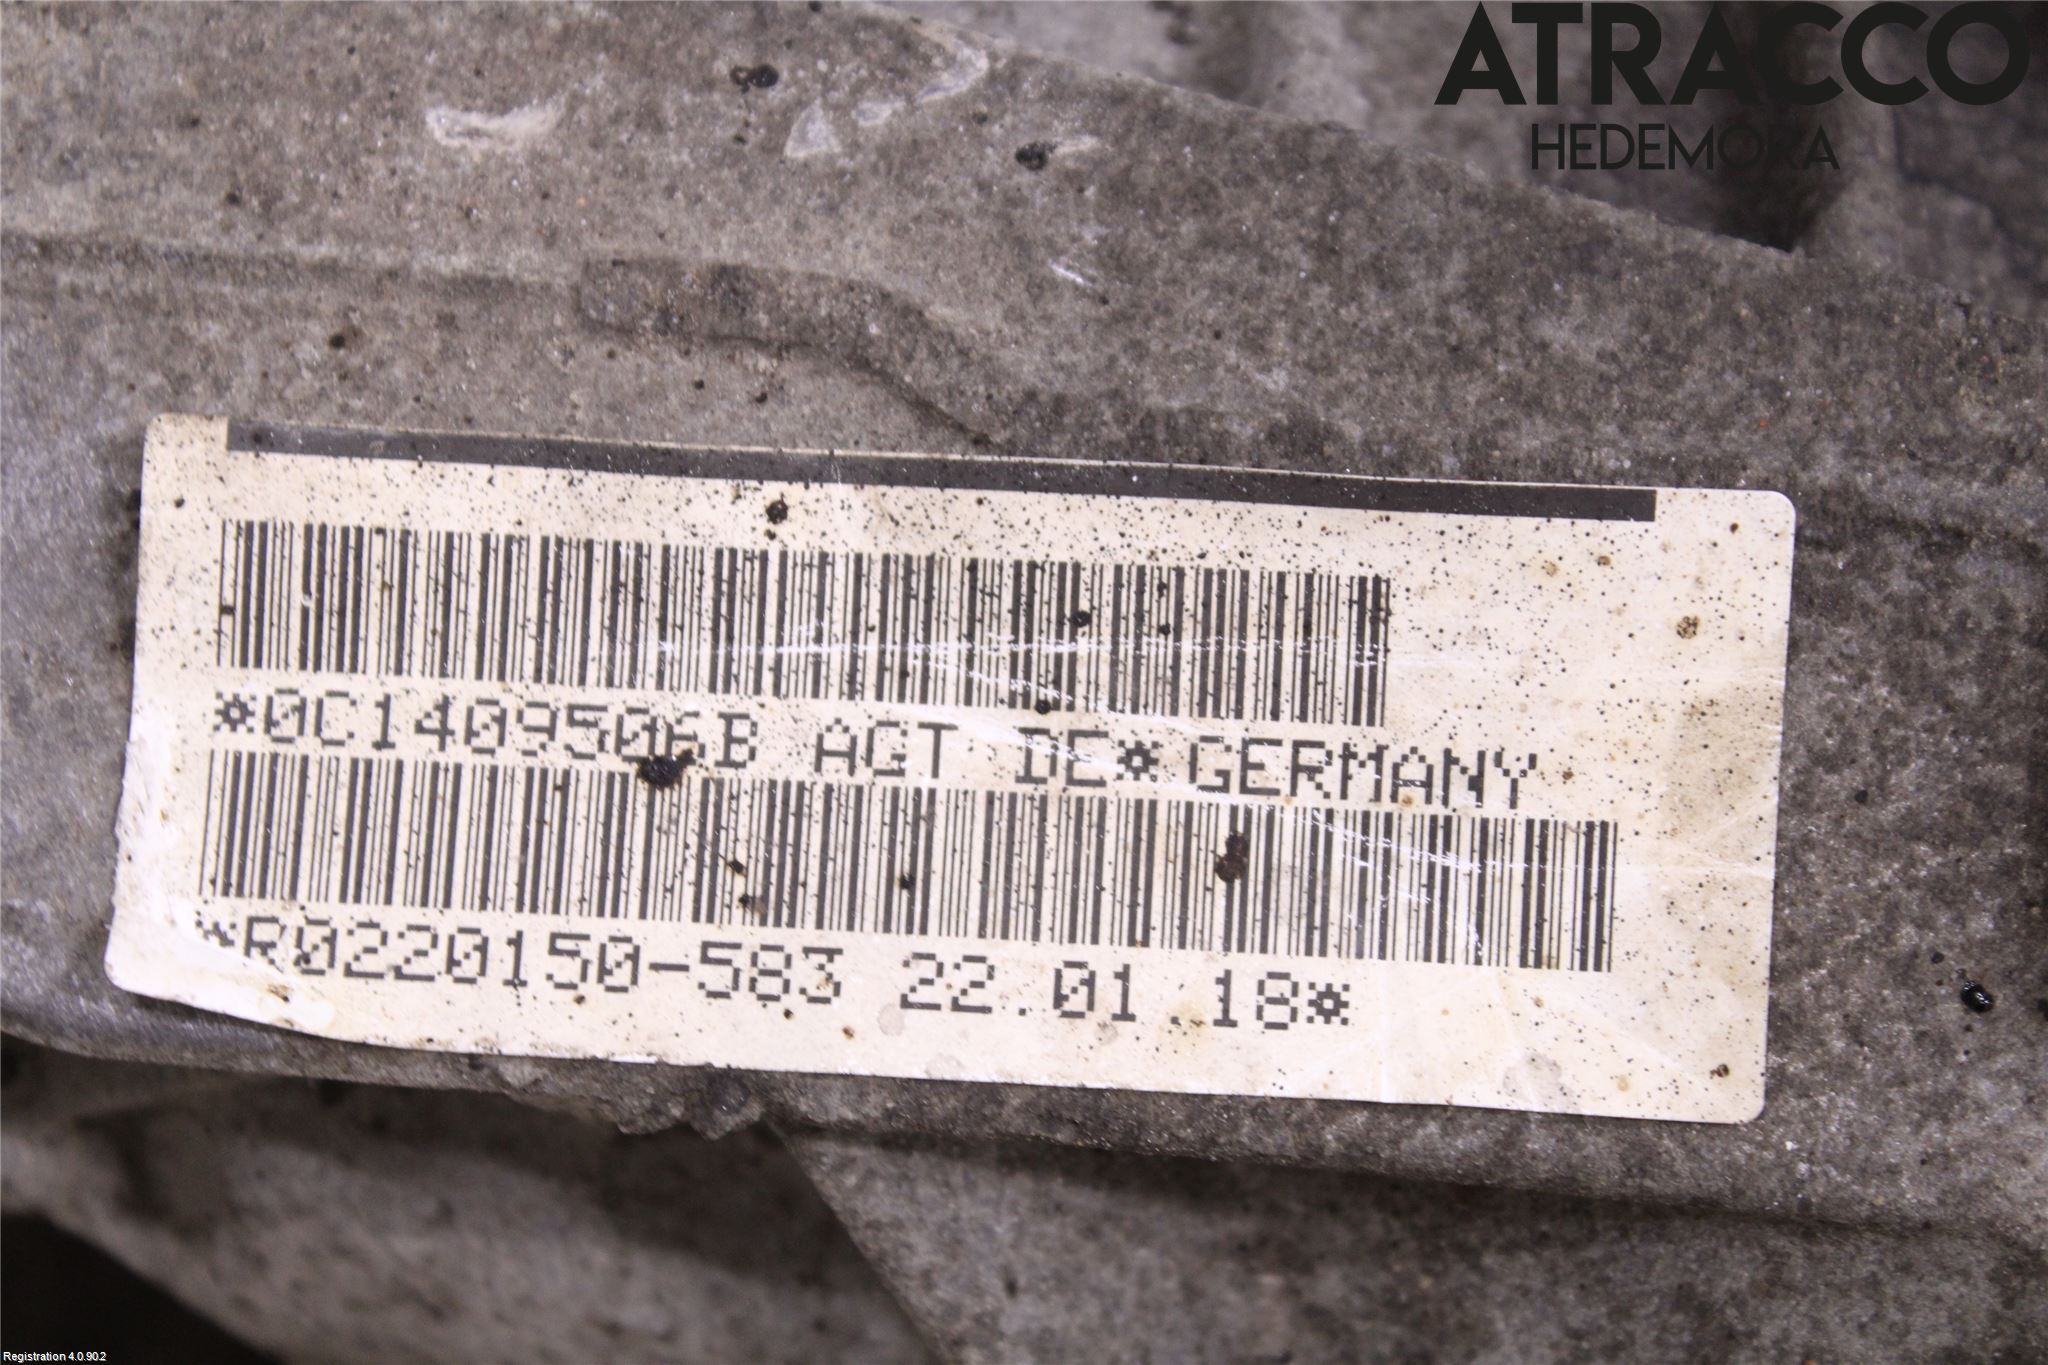 ATRACCO
HEDEMORA
*0C1409506B AGT DE*GERMANY
*R0220150-583 22.01.18*
Registration 4.0.90.2